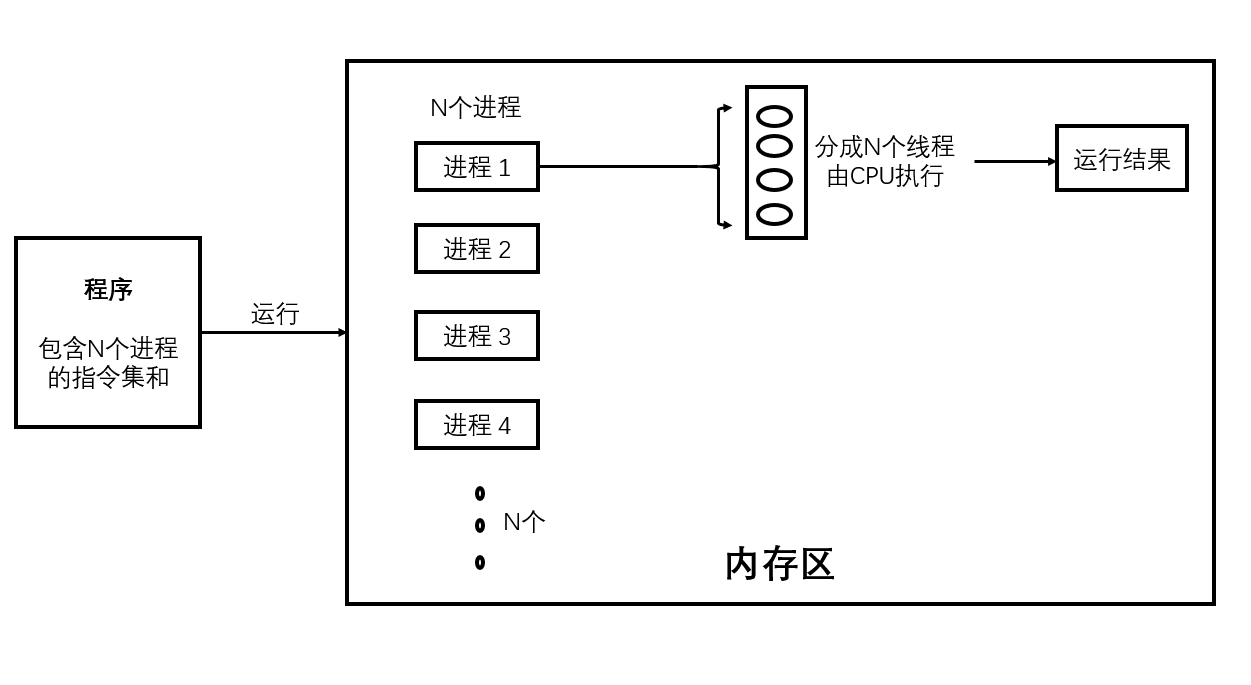 程序
包含N个进程
的指令集和
运行
N个进程
进程 1
进程 2
进程 3
进程 4
N个
分成N个线程
由CPU执行
运行结果
内存区